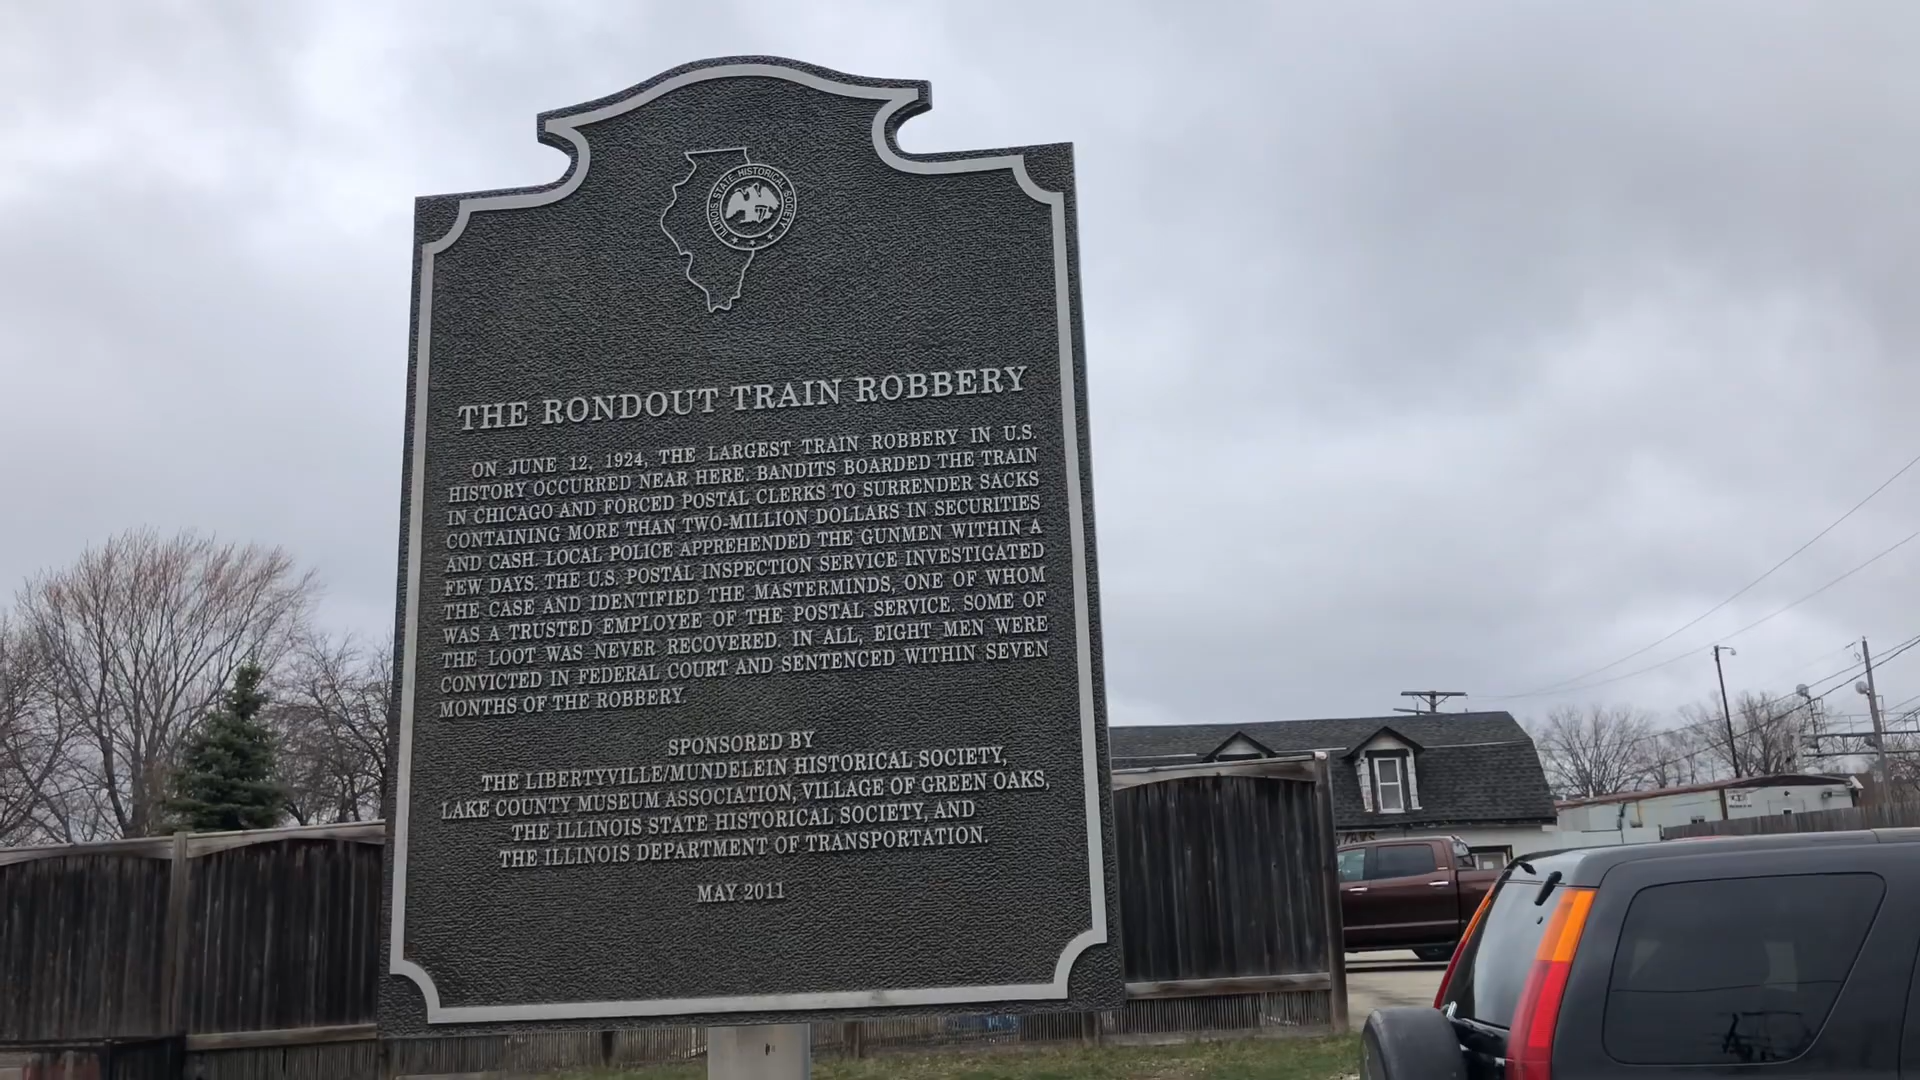 ILLINOIS STATE HISTORICAL SOCIETY
THE RONDOUT TRAIN ROBBERY
ON JUNE 12, 1924, THE LARGEST TRAIN ROBBERY IN U.S.
HISTORY OCCURRED NEAR HERE. BANDITS BOARDED THE TRAIN
IN CHICAGO AND FORCED POSTAL CLERKS TO SURRENDER SACKS
CONTAINING MORE THAN TWO-MILLION DOLLARS IN SECURITIES
AND CASH. LOCAL POLICE APPREHENDED THE GUNMEN WITHIN A
FEW DAYS. THE U.S. POSTAL INSPECTION SERVICE INVESTIGATED
THE CASE AND IDENTIFIED THE MASTERMINDS, ONE OF WHOM
WAS A TRUSTED EMPLOYEE OF THE POSTAL SERVICE. SOME OF
THE LOOT WAS NEVER RECOVERED. IN ALL, EIGHT MEN WERE
CONVICTED IN FEDERAL COURT AND SENTENCED WITHIN SEVEN
MONTHS OF THE ROBBERY.
SPONSORED BY
THE LIBERTYVILLE/MUNDELEIN HISTORICAL SOCIETY,
LAKE COUNTY MUSEUM ASSOCIATION, VILLAGE OF GREEN OAKS,
THE ILLINOIS STATE HISTORICAL SOCIETY, AND
THE ILLINOIS DEPARTMENT OF TRANSPORTATION.
MAY 2011